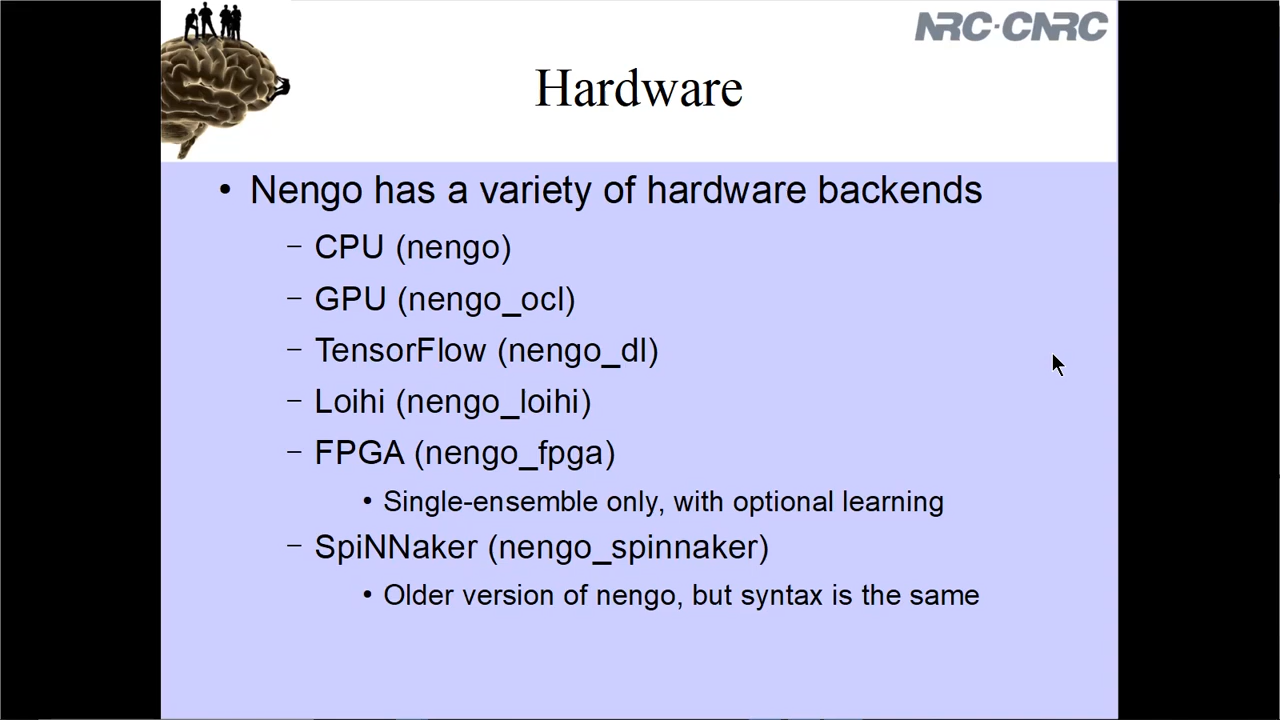 NRC·CNRC
Hardware
• Nengo has a variety of hardware backends
– CPU (nengo)
– GPU (nengo_ocl)
– TensorFlow (nengo_dl)
– Loihi (nengo_loihi)
– FPGA (nengo_fpga)
• Single-ensemble only, with optional learning
– SpiNNaker (nengo_spinnaker)
• Older version of nengo, but syntax is the same